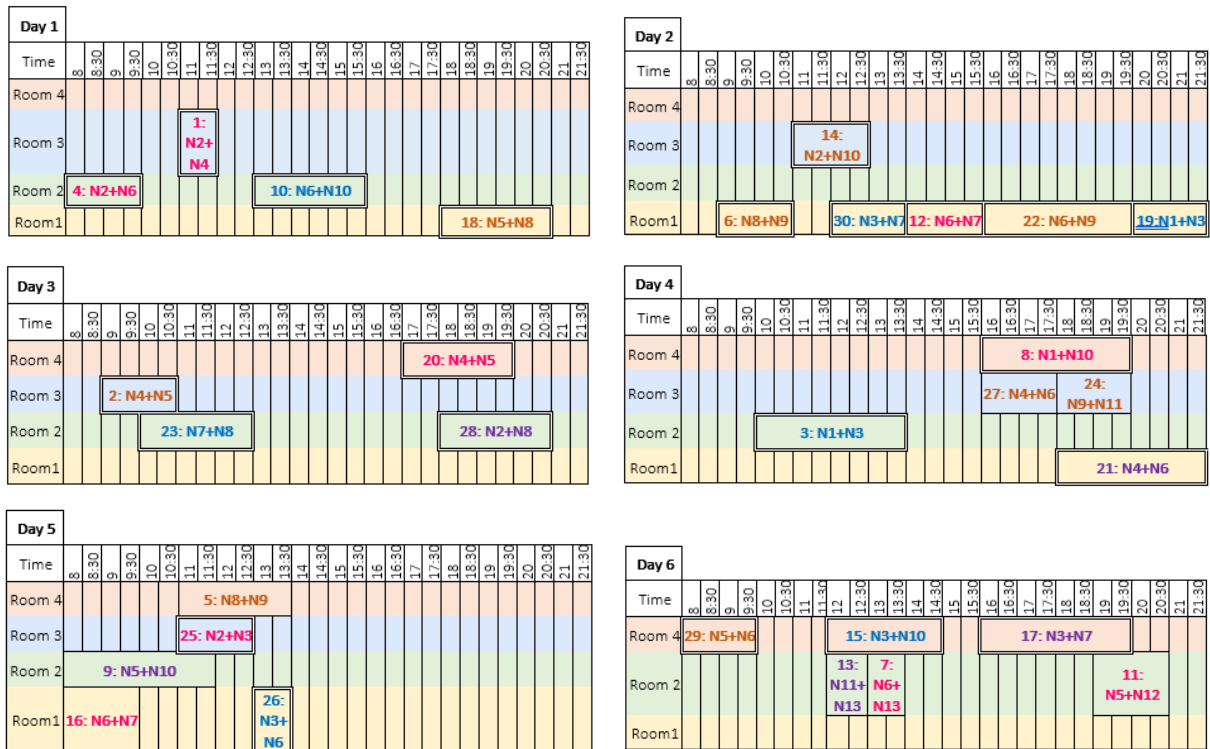 Day 1
Time 8 8:30 9 9:30 10 10:30 11 11:30 12 12:30 13 13:30 14 14:30 15 15:30 16 16:30 17 17:30 18 18:30 19 19:30 20 20:30 21 21:30
Room 4
Room 3
1:
N2+
N4
Room 2 4: N2+N6 10: N6+N10
Room1 18: N5+N8
Day 2
Time 8 8:30 9 9:30 10 10:30 11 11:30 12 12:30 13 13:30 14 14:30 15 15:30 16 16:30 17 17:30 18 18:30 19 19:30 20 20:30 21 21:30
Room 4
Room 3
14:
N2+N10
Room 2
Room1 6: N8+N9 30: N3+N7 12: N6+N7 22: N6+N9 19:N1+N3
Day 3
Time 8 8:30 9 9:30 10 10:30 11 11:30 12 12:30 13 13:30 14 14:30 15 15:30 16 16:30 17 17:30 18 18:30 19 19:30 20 20:30 21 21:30
Room 4 20: N4+N5
Room 3 2: N4+N5
Room 2 23: N7+N8 28: N2+N8
Room1
Day 4
Time 8 8:30 9 9:30 10 10:30 11 11:30 12 12:30 13 13:30 14 14:30 15 15:30 16 16:30 17 17:30 18 18:30 19 19:30 20 20:30 21 21:30
Room 4 8: N1+N10
Room 3 27: N4+N6
24:
N9+N11
Room 2 3: N1+N3
Room1 21: N4+N6
Day 5
Time 8 8:30 9 9:30 10 10:30 11 11:30 12 12:30 13 13:30 14 14:30 15 15:30 16 16:30 17 17:30 18 18:30 19 19:30 20 20:30 21 21:30
Room 4 5: N8+N9
Room 3 25: N2+N3
Room 2 9: N5+N10
Room1 16: N6+N7
26:
N3+
N6
Day 6
Time 8 8:30 9 9:30 10 10:30 11 11:30 12 12:30 13 13:30 14 14:30 15 15:30 16 16:30 17 17:30 18 18:30 19 19:30 20 20:30 21 21:30
Room 4 29: N5+N6 15: N3+N10 17: N3+N7
Room 2
13:
N11+
N13
7:
N6+
N13
11:
N5+N12
Room1